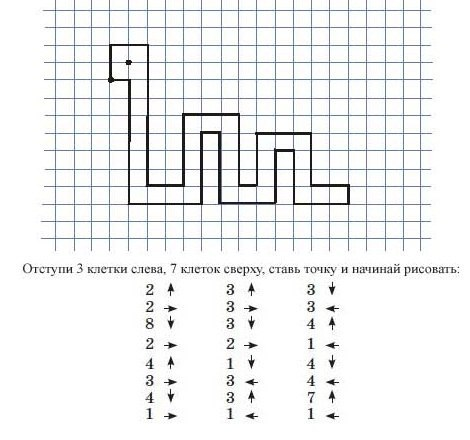 Отступи 3 клетки слева, 7 клеток сверху, ставь точку и начинай рисовать:
2 ↑ 3 ↑ 3 ↓
2 → 3 → 3 ←
8 ↓ 3 ↓ 4 ↑
2 → 2 → 1 ←
4 ↑ 1 ↓ 4 ↓
3 → 3 ← 4 ←
4 ↓ 3 ↑ 7 ↑
1 → 1 ← 1 ←